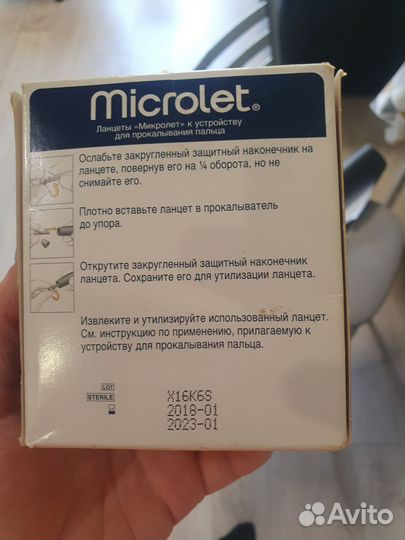 Microlet®
Ланцеты «Микролет» к устройству
для прокалывания пальца
Ослабьте закругленный защитный наконечник на
ланцете, повернув его на ¼ оборота, но не
снимайте его.
Плотно вставьте ланцет в прокалыватель
до упора.
Открутите закругленный защитный наконечник
ланцета. Сохраните его для утилизации ланцета.
Извлеките и утилизируйте использованный ланцет.
См. инструкцию по применению, прилагаемую к
устройству для прокалывания пальца.
LOT X16K6S
STERILE 2018-01
2023-01
Avito